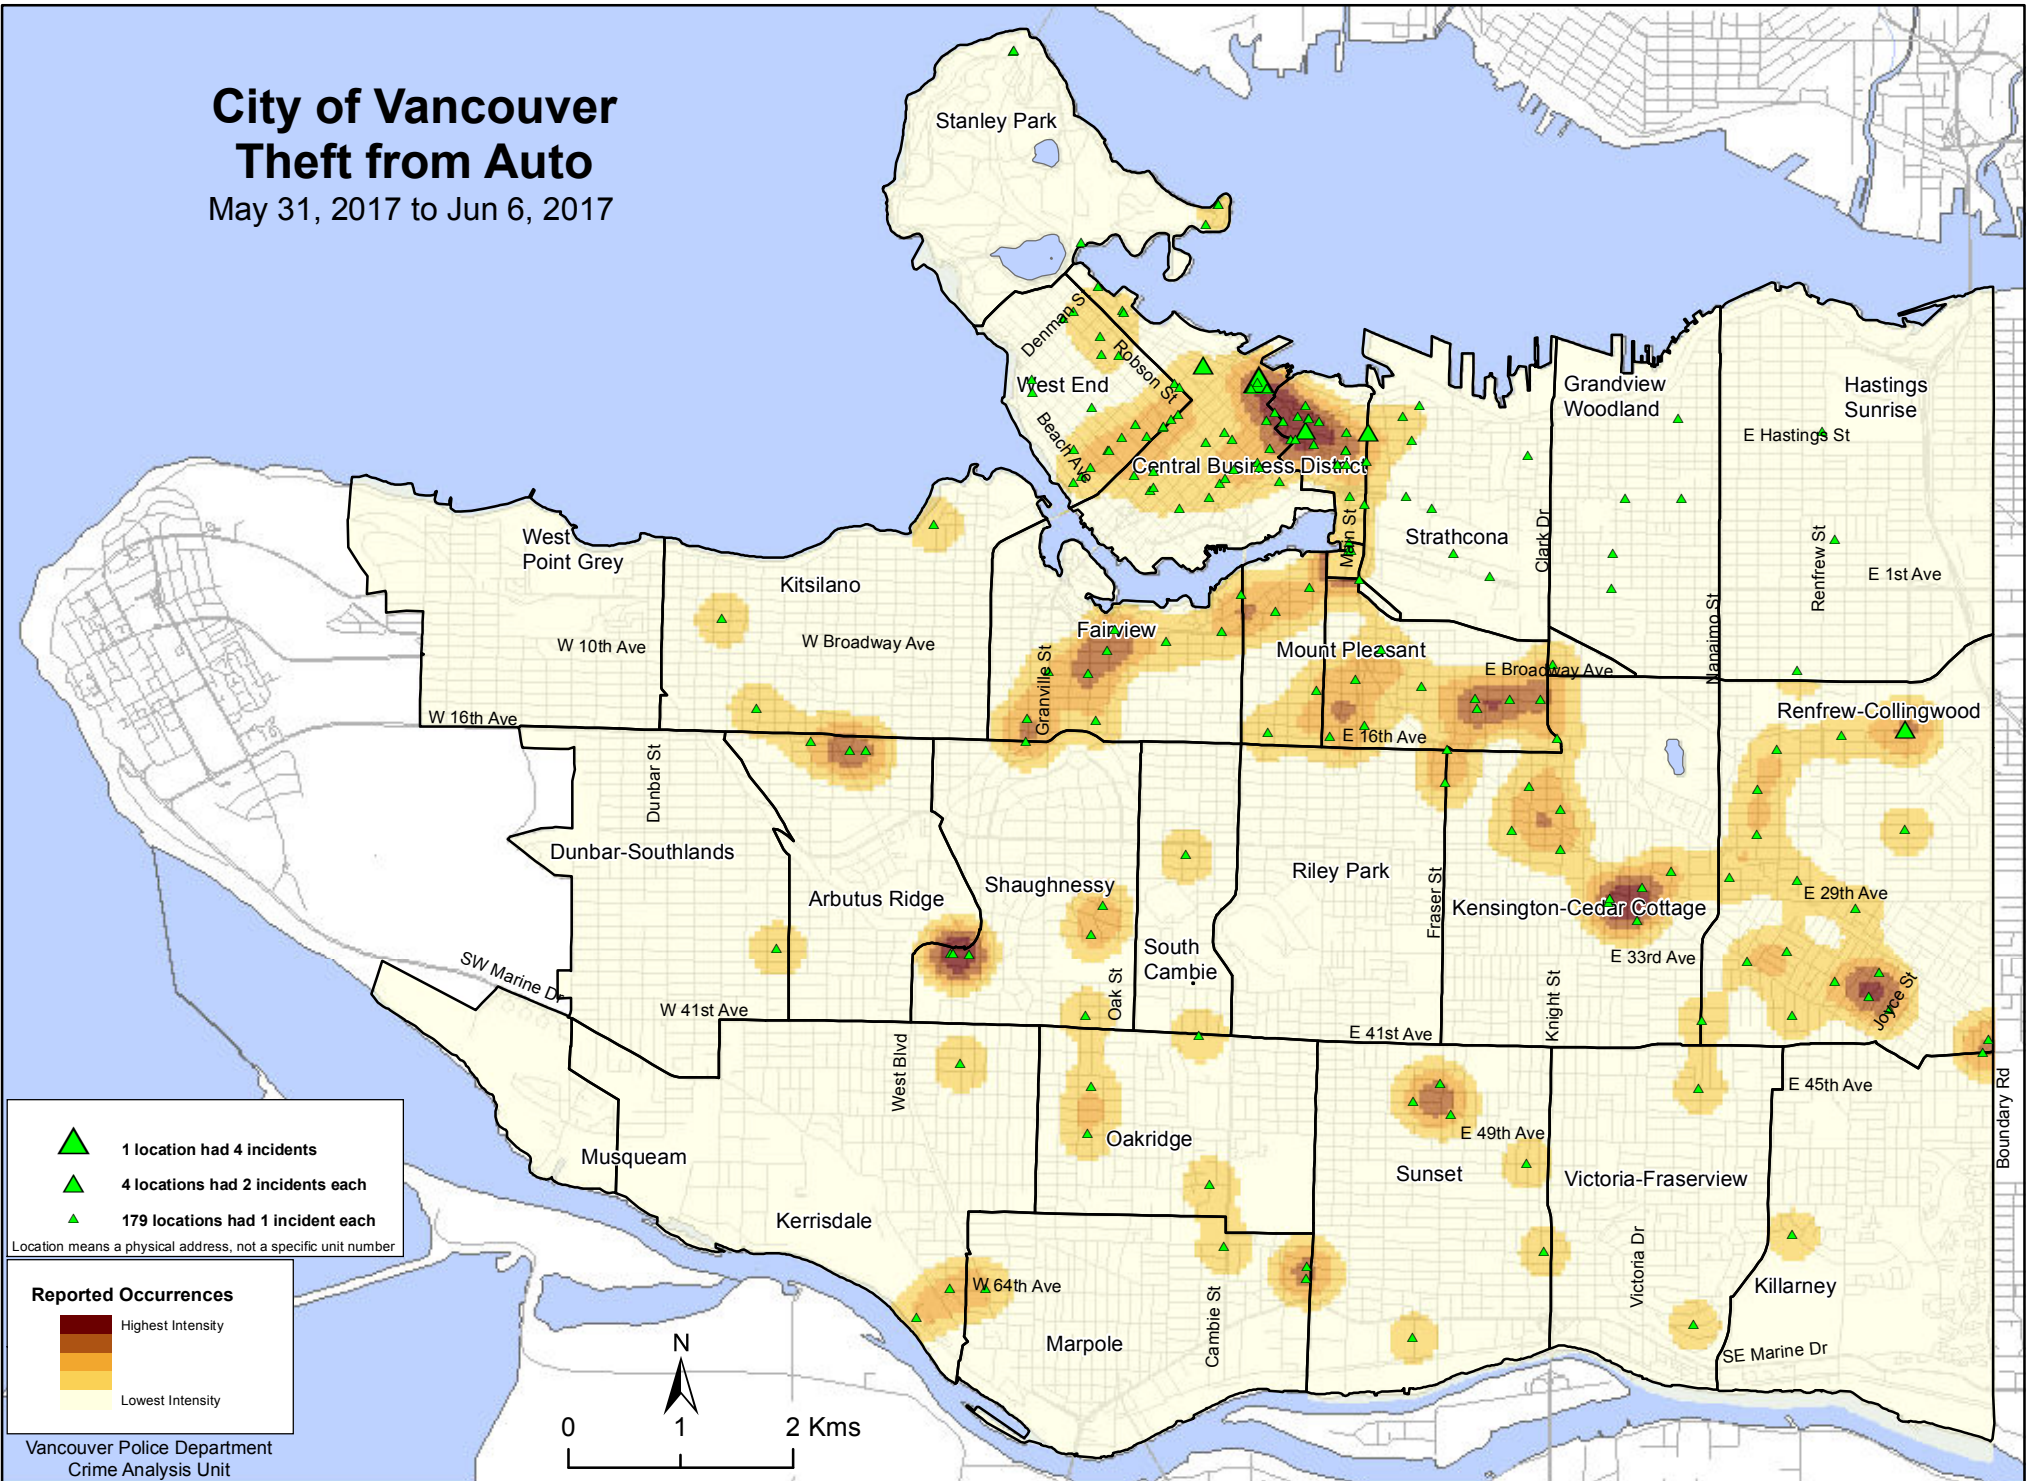 City of Vancouver
Theft from Auto
May 31, 2017 to Jun 6, 2017
Stanley Park
Denman S
Robson St
West End
Beach Ave
Central Business District
Grandview
Woodland
Hastings
Sunrise
E Hastings St
West
Point Grey
Kitsilano
Main St
Strathcona
Clark Dr
Renfrew St
E 1st Ave
Nanaimo St
W 10th Ave
W Broadway Ave
Fairview
Granville St
Mount Pleasant
E Broadway Ave
W 16th Ave
E 16th Ave
Renfrew-Collingwood
Dunbar St
Dunbar-Southlands
Arbutus Ridge
Shaughnessy
Riley Park
Fraser St
Kensington-Cedar Cottage
E 29th Ave
South
Cambie
E 33rd Ave
SW Marine Dr
W 41st Ave
Oak St
Knight St
Joyce St
E 41st Ave
West Blvd
E 45th Ave
Boundary Rd
E 49th Ave
Oakridge
Musqueam
Sunset
Victoria-Fraserview
Kerrisdale
Victoria Dr
W 64th Ave
Cambie St
Killarney
Marpole
SE Marine Dr
1 location had 4 incidents
4 locations had 2 incidents each
179 locations had 1 incident each
Location means a physical address, not a specific unit number
Reported Occurrences
Highest Intensity
Lowest Intensity
Vancouver Police Department
Crime Analysis Unit
N
0 1 2 Kms